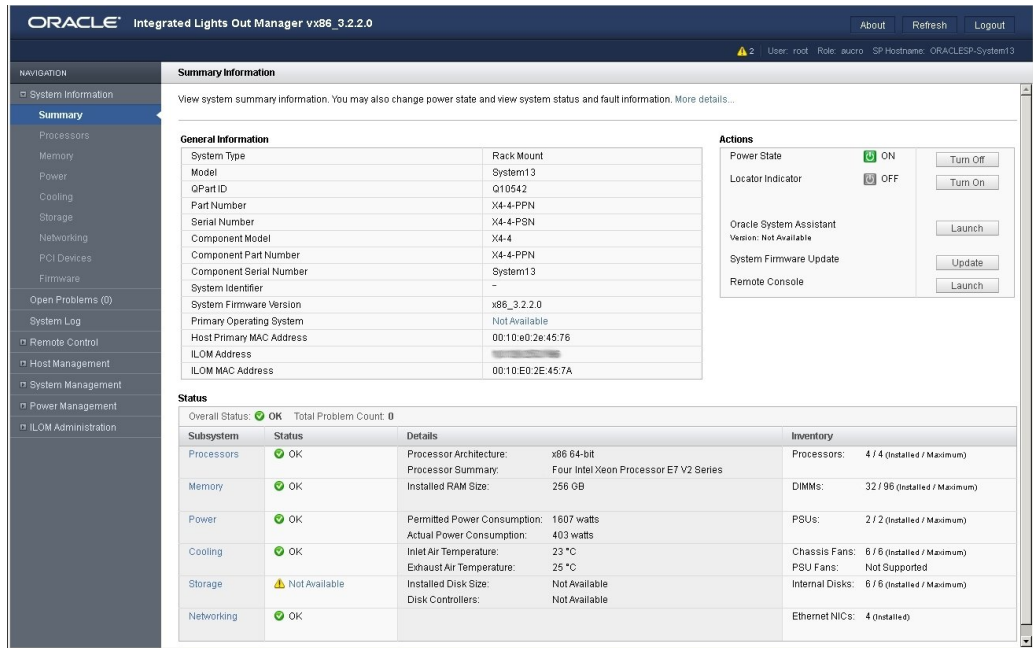 ORACLE® Integrated Lights Out Manager vx86_3.2.2.0
About Refresh Logout
2 User: root Role: aucro SP Hostname: ORACLESP-System13
NAVIGATION
System Information
Summary
Processors
Memory
Power
Cooling
Storage
Networking
PCI Devices
Firmware
Open Problems (0)
System Log
Remote Control
Host Management
System Management
Power Management
ILOM Administration
Summary Information
View system summary information. You may also change power state and view system status and fault information. More details...
General Information
System Type Rack Mount
Model System13
QPart ID Q10542
Part Number X4-4-PPN
Serial Number X4-4-PSN
Component Model X4-4
Component Part Number X4-4-PPN
Component Serial Number System13
System Identifier -
System Firmware Version x86_3.2.2.0
Primary Operating System Not Available
Host Primary MAC Address 00:10:e0:2e:45:76
ILOM Address
ILOM MAC Address 00:10:E0:2E:45:7A
Actions
Power State ON Turn Off
Locator Indicator OFF Turn On
Oracle System Assistant Launch
Version: Not Available
System Firmware Update Update
Remote Console Launch
Status
Overall Status: OK Total Problem Count: 0
Subsystem Status Details Inventory
Processors OK Processor Architecture: x86 64-bit Processors: 4 / 4 (Installed / Maximum)
Processor Summary: Four Intel Xeon Processor E7 V2 Series
Memory OK Installed RAM Size: 256 GB DIMMs: 32 / 96 (Installed / Maximum)
Power OK Permitted Power Consumption: 1607 watts PSUs: 2 / 2 (Installed / Maximum)
Actual Power Consumption: 403 watts
Cooling OK Inlet Air Temperature: 23 °C Chassis Fans: 6 / 6 (Installed / Maximum)
Exhaust Air Temperature: 25 °C PSU Fans: Not Supported
Storage Not Available Installed Disk Size: Not Available Internal Disks: 6 / 6 (Installed / Maximum)
Disk Controllers: Not Available
Networking OK Ethernet NICs: 4 (Installed)